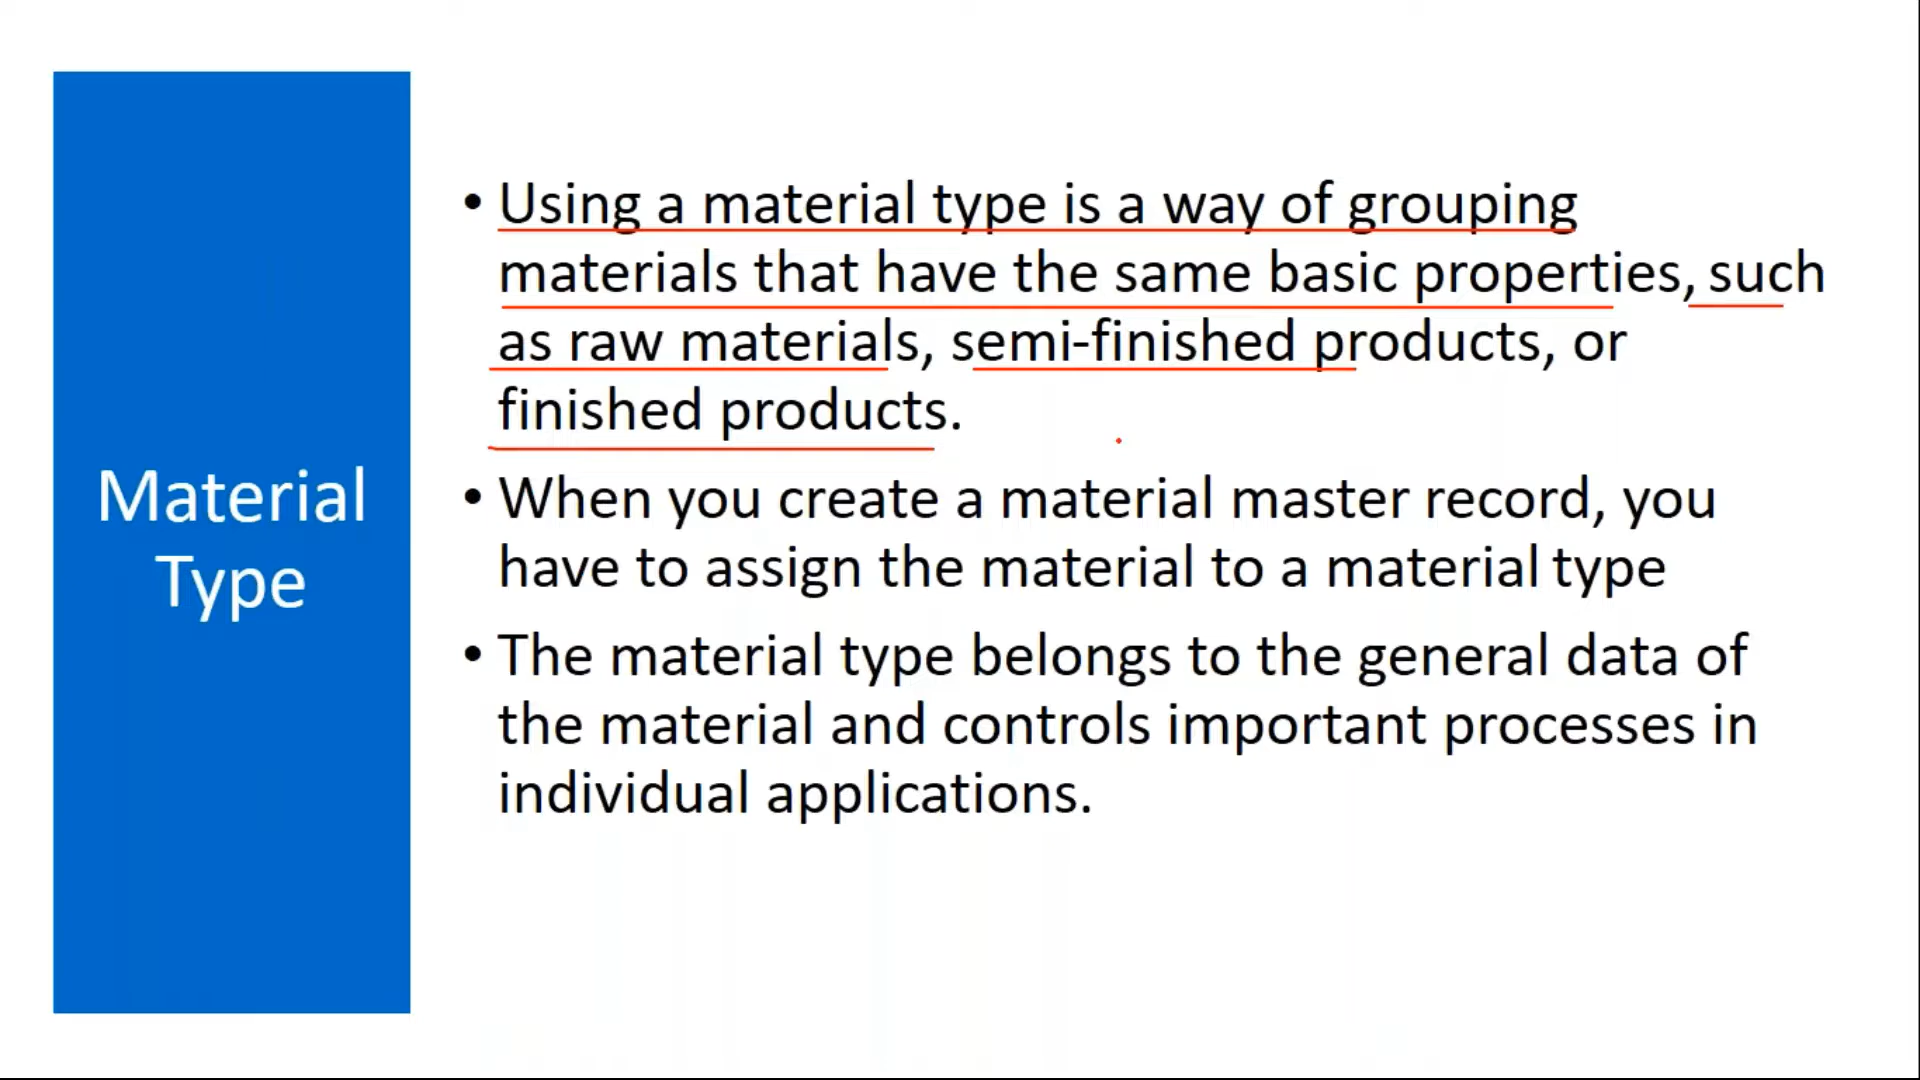 Material
Type
• Using a material type is a way of grouping
materials that have the same basic properties, such
as raw materials, semi-finished products, or
finished products.
• When you create a material master record, you
have to assign the material to a material type
• The material type belongs to the general data of
the material and controls important processes in
individual applications.